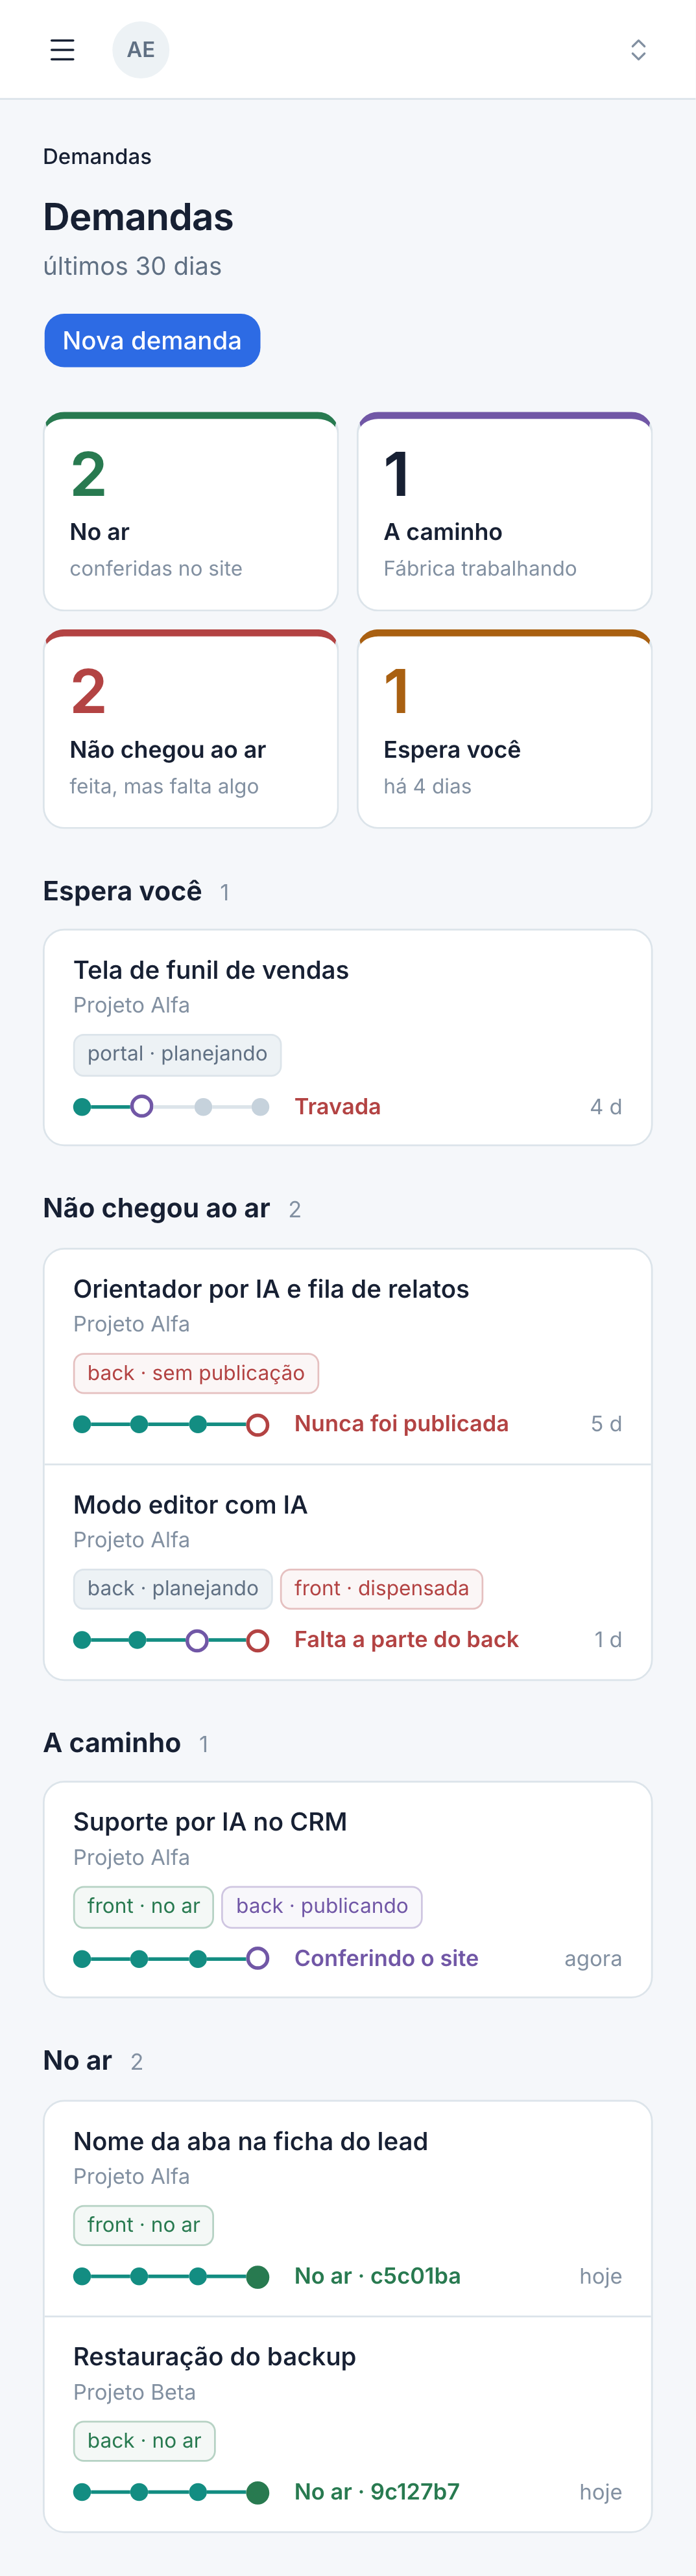 AE
Demandas
Demandas
últimos 30 dias
Nova demanda
2
No ar
conferidas no site
1
A caminho
Fábrica trabalhando
2
Não chegou ao ar
feita, mas falta algo
1
Espera você
há 4 dias
Espera você 1
Tela de funil de vendas
Projeto Alfa
portal · planejando
Travada 4 d
Não chegou ao ar 2
Orientador por IA e fila de relatos
Projeto Alfa
back · sem publicação
Nunca foi publicada 5 d
Modo editor com IA
Projeto Alfa
back · planejando front · dispensada
Falta a parte do back 1 d
A caminho 1
Suporte por IA no CRM
Projeto Alfa
front · no ar back · publicando
Conferindo o site agora
No ar 2
Nome da aba na ficha do lead
Projeto Alfa
front · no ar
No ar · c5c01ba hoje
Restauração do backup
Projeto Beta
back · no ar
No ar · 9c127b7 hoje